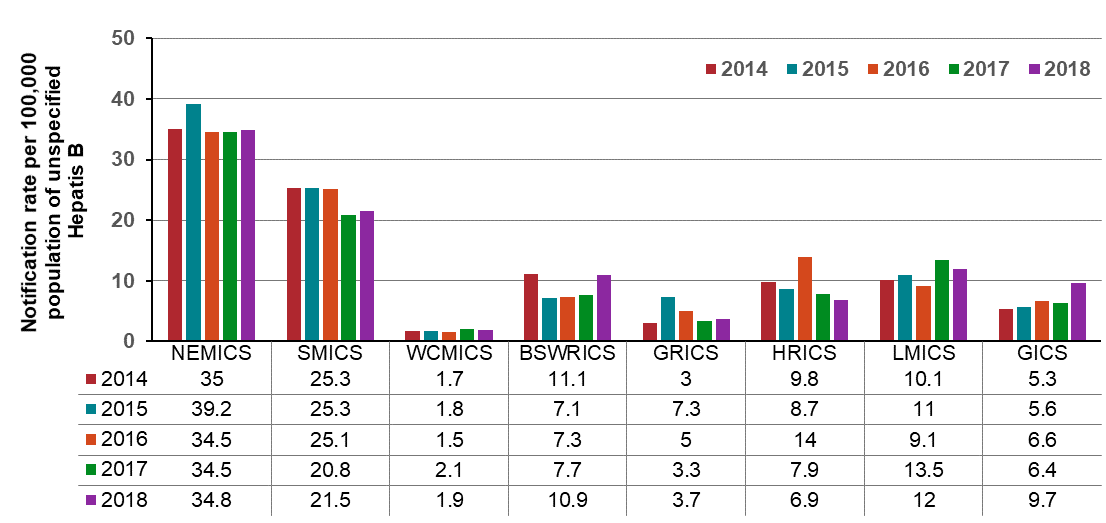 Notification rate per 100,000
population of unspecified
Hepatis B
50
40
30
20
10
0
2014 2015 2016 2017 2018
NEMICS SMICS WCMICS BSWRICS GRICS HRICS LMICS GICS
2014 35 25.3 1.7 11.1 3 9.8 10.1 5.3
2015 39.2 25.3 1.8 7.1 7.3 8.7 11 5.6
2016 34.5 25.1 1.5 7.3 5 14 9.1 6.6
2017 34.5 20.8 2.1 7.7 3.3 7.9 13.5 6.4
2018 34.8 21.5 1.9 10.9 3.7 6.9 12 9.7